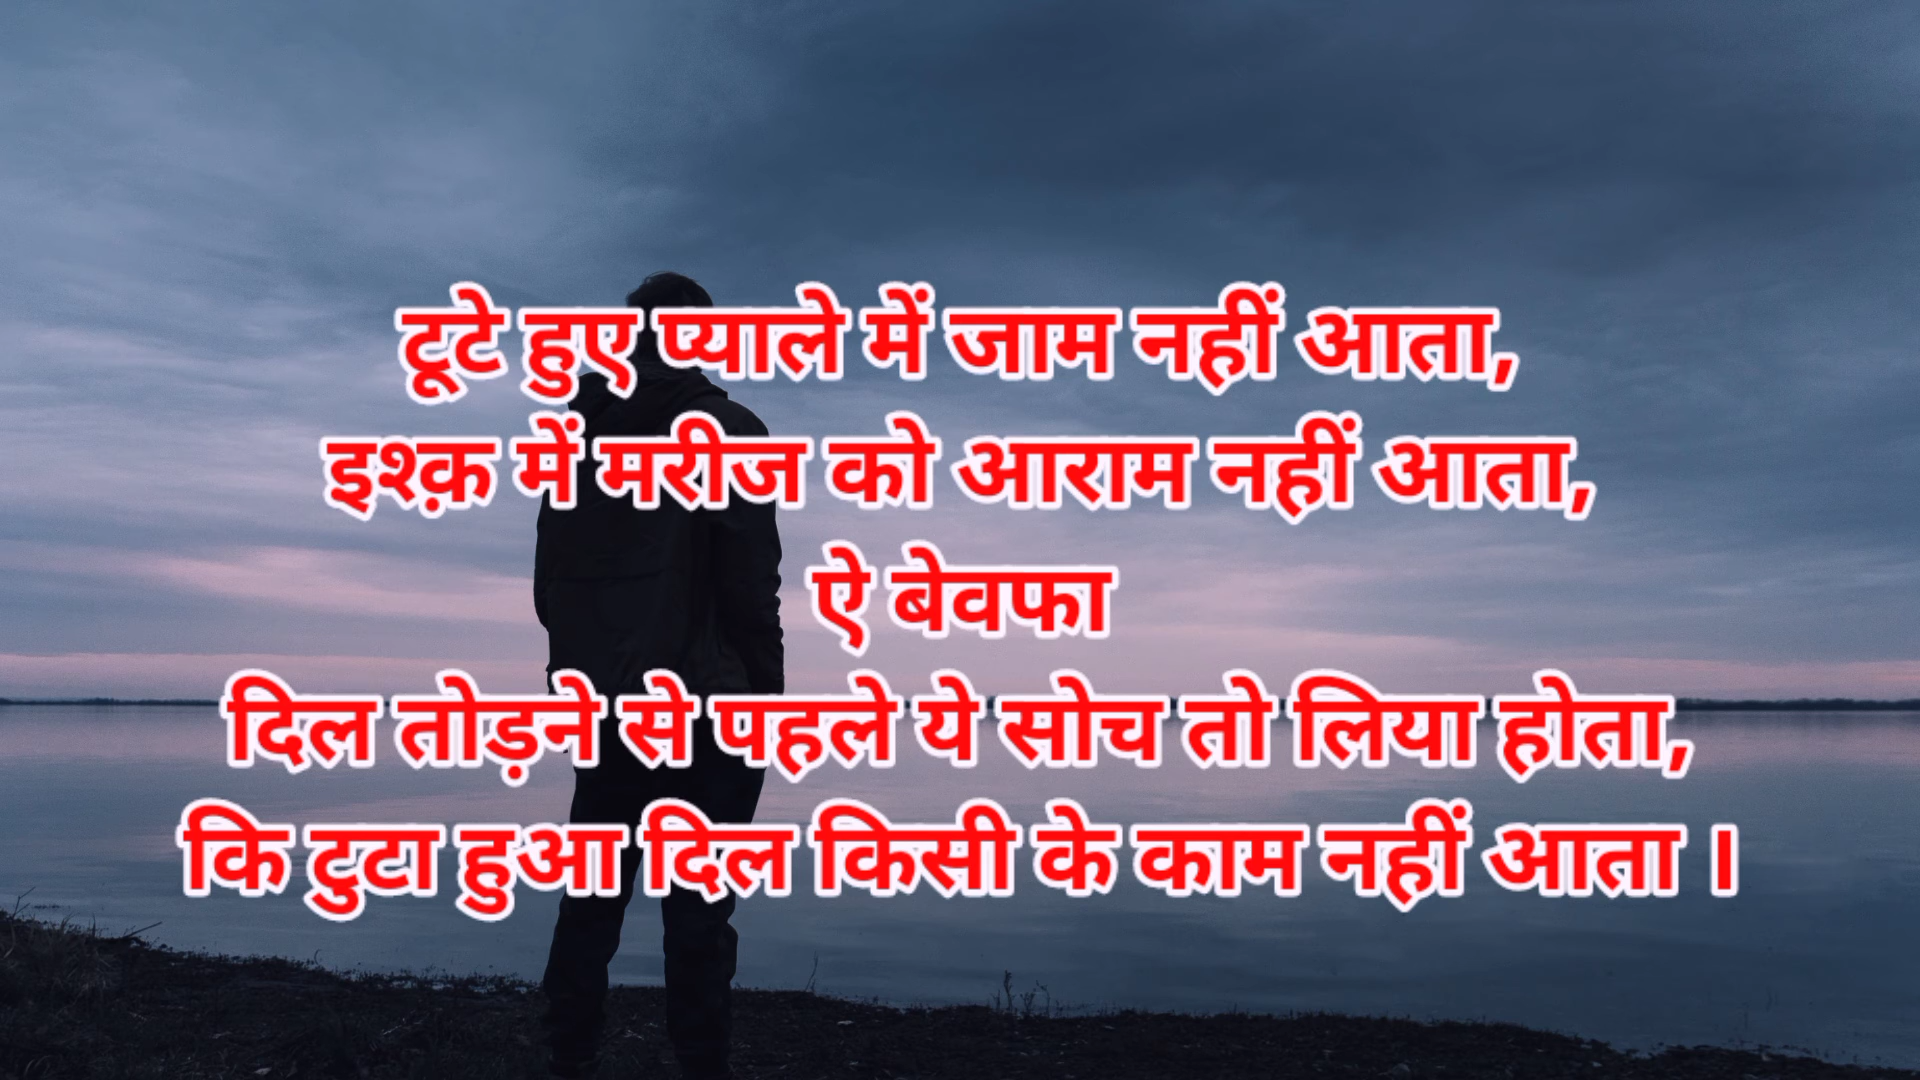 टूटे हुए प्याले में जाम नहीं आता,
इश्क़ में मरीज को आराम नहीं आता,
ऐ बेवफा
दिल तोड़ने से पहले ये सोच तो लिया होता,
कि टुटा हुआ दिल किसी के काम नहीं आता ।